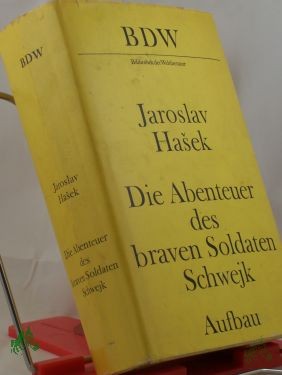 BDW
Bibliothek der Weltliteratur
Jaroslav
Hašek
Die Abenteuer
des
braven Soldaten
Schwejk
Aufbau
BDW
Jaroslav
Hašek
Die Abenteuer
des
braven Soldaten
Schwejk